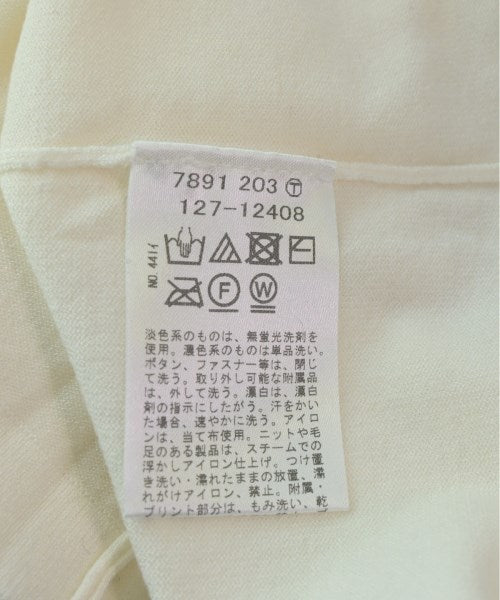 7891 203 Ⓣ
127-12408
NO.441イ
F W
淡色系のものは、無蛍光洗剤を
使用。濃色系のものは単品洗い。
ボタン、ファスナー等は、閉じ
て洗う。取り外し可能な附属品
は、外して洗う。漂白は、漂白
剤の指示にしたがう。汗をかい
た場合、速やかに洗う。アイロ
ンは、当て布使用。ニットや毛
足のある製品は、スチームでの
浮かしアイロン仕上げ。つけ置
き洗い・濡れたままの放置、濡
れがけアイロン、禁止。附属・
プリント部分は、もみ洗い、乾